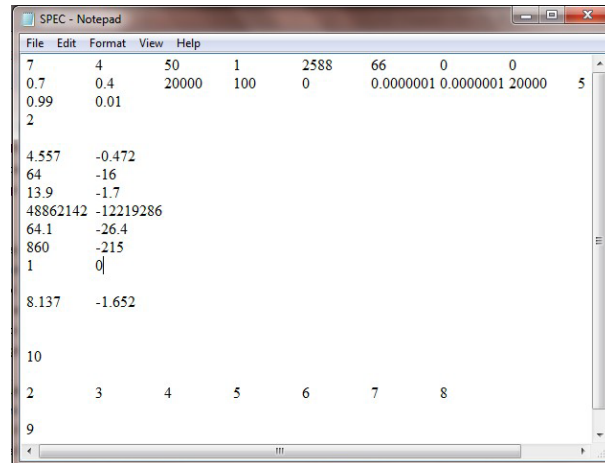 SPEC - Notepad
File Edit Format View Help
7 4 50 1 2588 66 0 0
0.7 0.4 20000 100 0 0.0000001 0.0000001 20000 5
0.99 0.01
2
4.557 -0.472
64 -16
13.9 -1.7
48862142 -12219286
64.1 -26.4
860 -215
1 0
8.137 -1.652
10
2 3 4 5 6 7 8
9